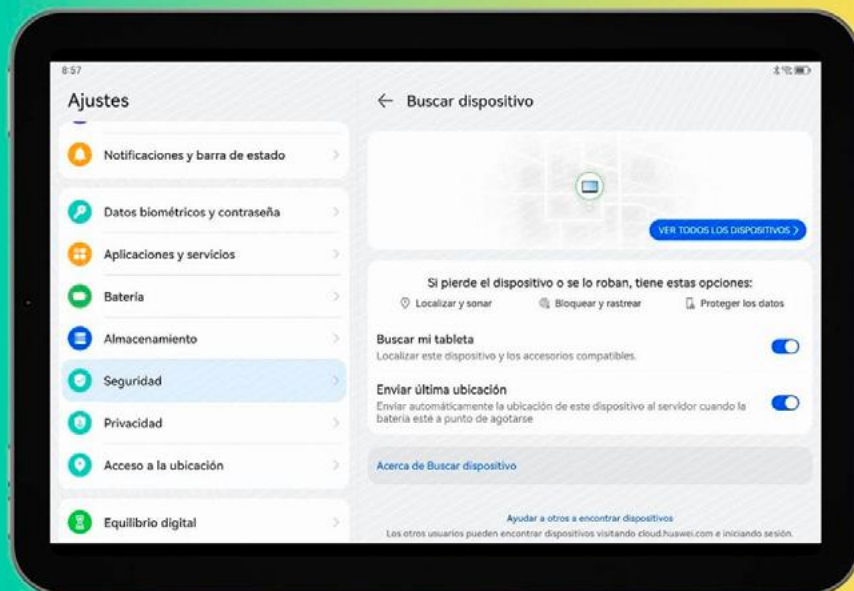 8:57
Ajustes
Notificaciones y barra de estado
Datos biométricos y contraseña
Aplicaciones y servicios
Batería
Almacenamiento
Seguridad
Privacidad
Acceso a la ubicación
Equilibrio digital
Buscar dispositivo
VER TODOS LOS DISPOSITIVOS
Si pierde el dispositivo o se lo roban, tiene estas opciones:
Localizar y sonar
Bloquear y rastrear
Proteger los datos
Buscar mi tableta
Localizar este dispositivo y los accesorios compatibles.
Enviar última ubicación
Enviar automáticamente la ubicación de este dispositivo al servidor cuando la
batería esté a punto de agotarse
Acerca de Buscar dispositivo
Ayudar a otros a encontrar dispositivos
Los otros usuarios pueden encontrar dispositivos visitando cloud.huawei.com e iniciando sesión.